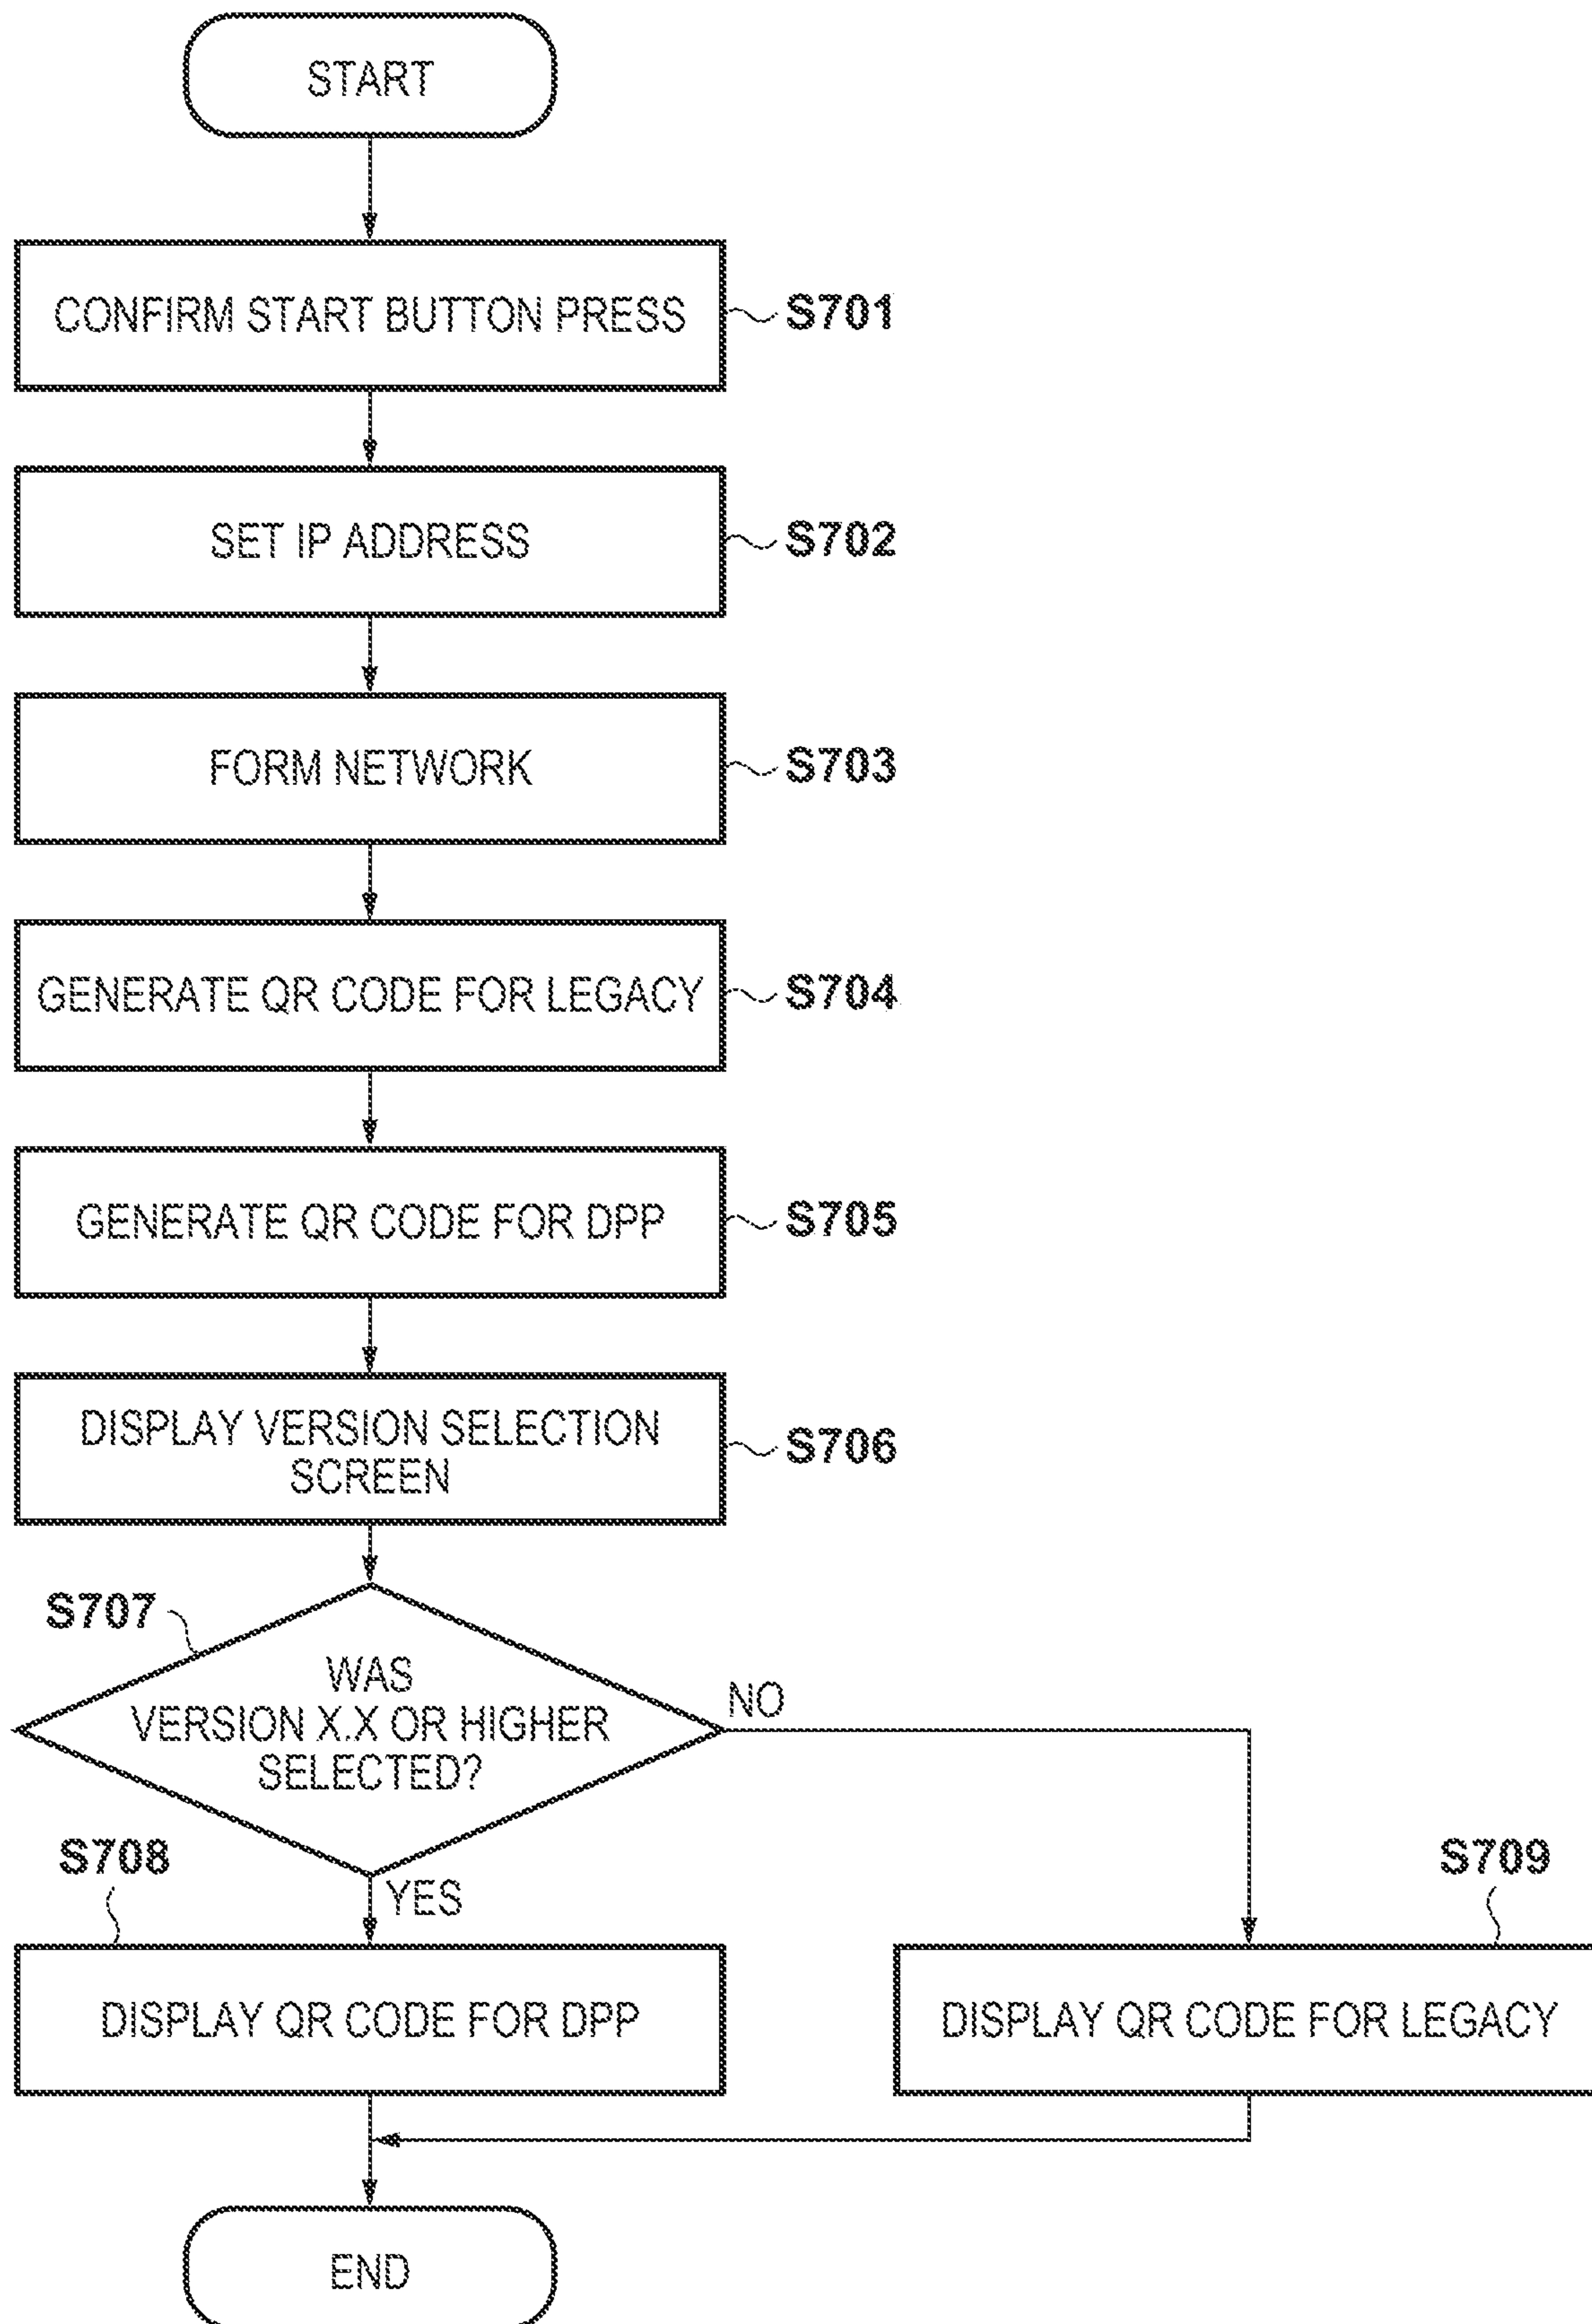 START
CONFIRM START BUTTON PRESS
S701
SET IP ADDRESS
S702
FORM NETWORK
S703
GENERATE QR CODE FOR LEGACY
S704
GENERATE QR CODE FOR DPP
S705
DISPLAY VERSION SELECTION
SCREEN
S706
S707
WAS
VERSION X.X OR HIGHER
SELECTED?
NO
YES
S708
DISPLAY QR CODE FOR DPP
S709
DISPLAY QR CODE FOR LEGACY
END